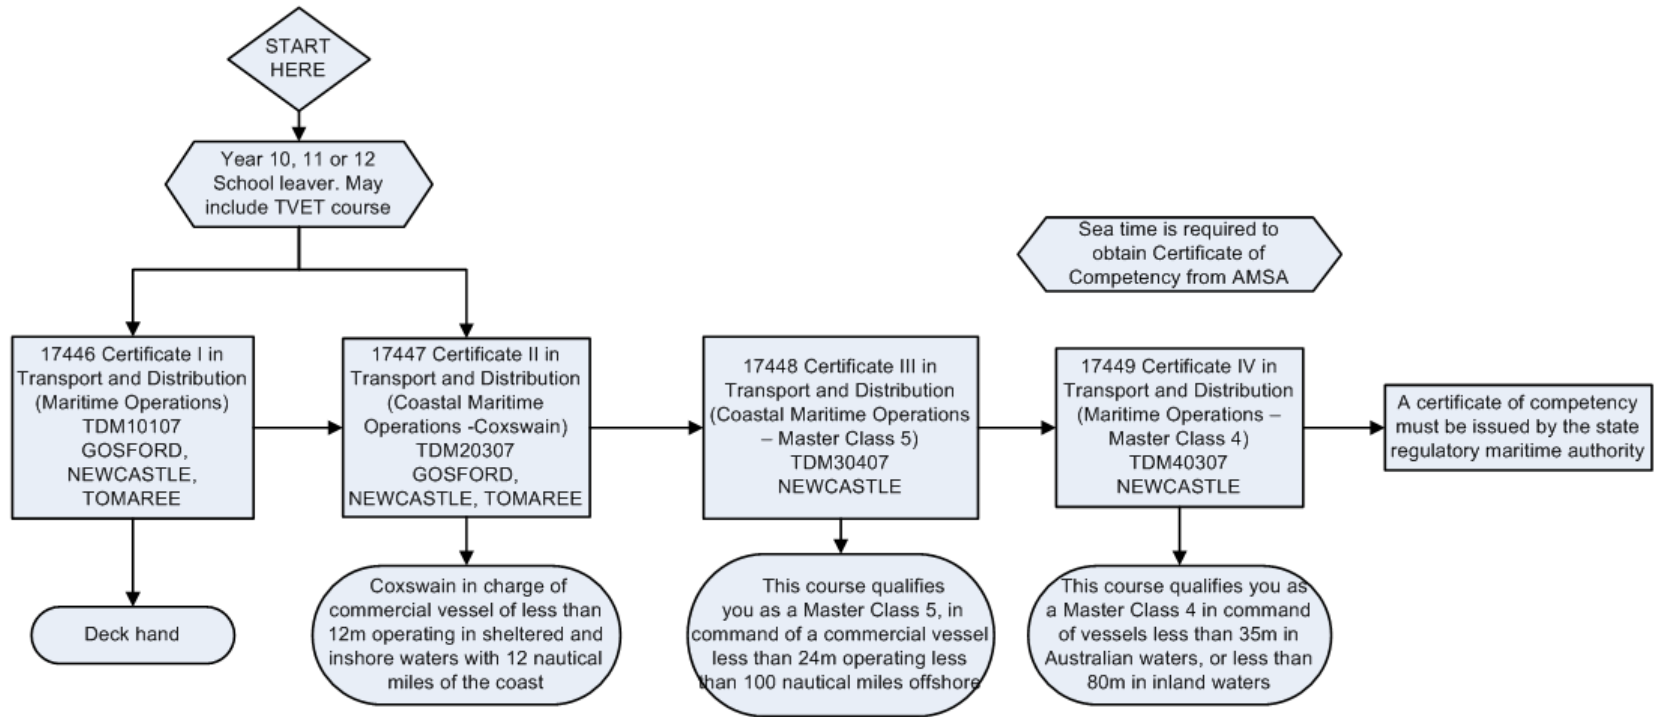 START
HERE
Year 10, 11 or 12
School leaver. May
include TVET course
Sea time is required to
obtain Certificate of
Competency from AMSA
17446 Certificate I in
Transport and Distribution
(Maritime Operations)
TDM10107
GOSFORD,
NEWCASTLE,
TOMAREE
17447 Certificate II in
Transport and Distribution
(Coastal Maritime
Operations -Coxswain)
TDM20307
GOSFORD,
NEWCASTLE, TOMAREE
17448 Certificate III in
Transport and Distribution
(Coastal Maritime Operations
– Master Class 5)
TDM30407
NEWCASTLE
17449 Certificate IV in
Transport and Distribution
(Maritime Operations –
Master Class 4)
TDM40307
NEWCASTLE
A certificate of competency
must be issued by the state
regulatory maritime authority
Deck hand
Coxswain in charge of
commercial vessel of less than
12m operating in sheltered and
inshore waters with 12 nautical
miles of the coast
This course qualifies
you as a Master Class 5, in
command of a commercial vessel
less than 24m operating less
than 100 nautical miles offshore
This course qualifies you as
a Master Class 4 in command
of vessels less than 35m in
Australian waters, or less than
80m in inland waters